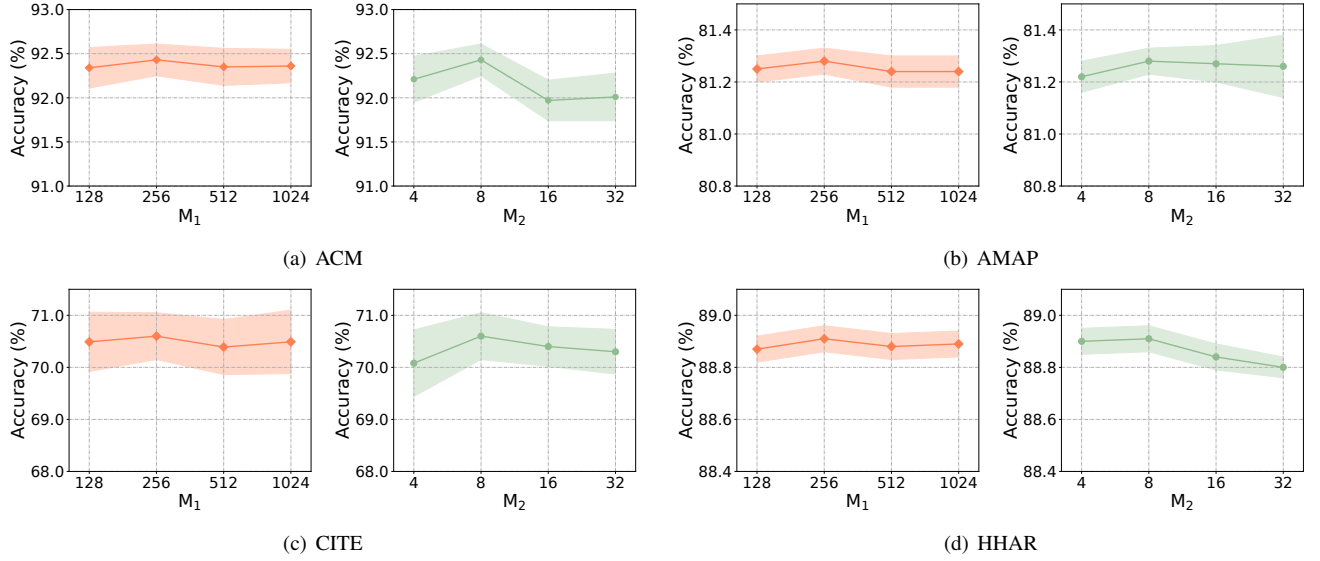 Accuracy (%)
93.0
92.5
92.0
91.5
91.0
128 256 512 1024
M₁
Accuracy (%)
93.0
92.5
92.0
91.5
91.0
4 8 16 32
M₂
(a) ACM
Accuracy (%)
81.4
81.2
81.0
80.8
128 256 512 1024
M₁
Accuracy (%)
81.4
81.2
81.0
80.8
4 8 16 32
M₂
(b) AMAP
Accuracy (%)
71.0
70.0
69.0
68.0
128 256 512 1024
M₁
Accuracy (%)
71.0
70.0
69.0
68.0
4 8 16 32
M₂
(c) CITE
Accuracy (%)
89.0
88.8
88.6
88.4
128 256 512 1024
M₁
Accuracy (%)
89.0
88.8
88.6
88.4
4 8 16 32
M₂
(d) HHAR